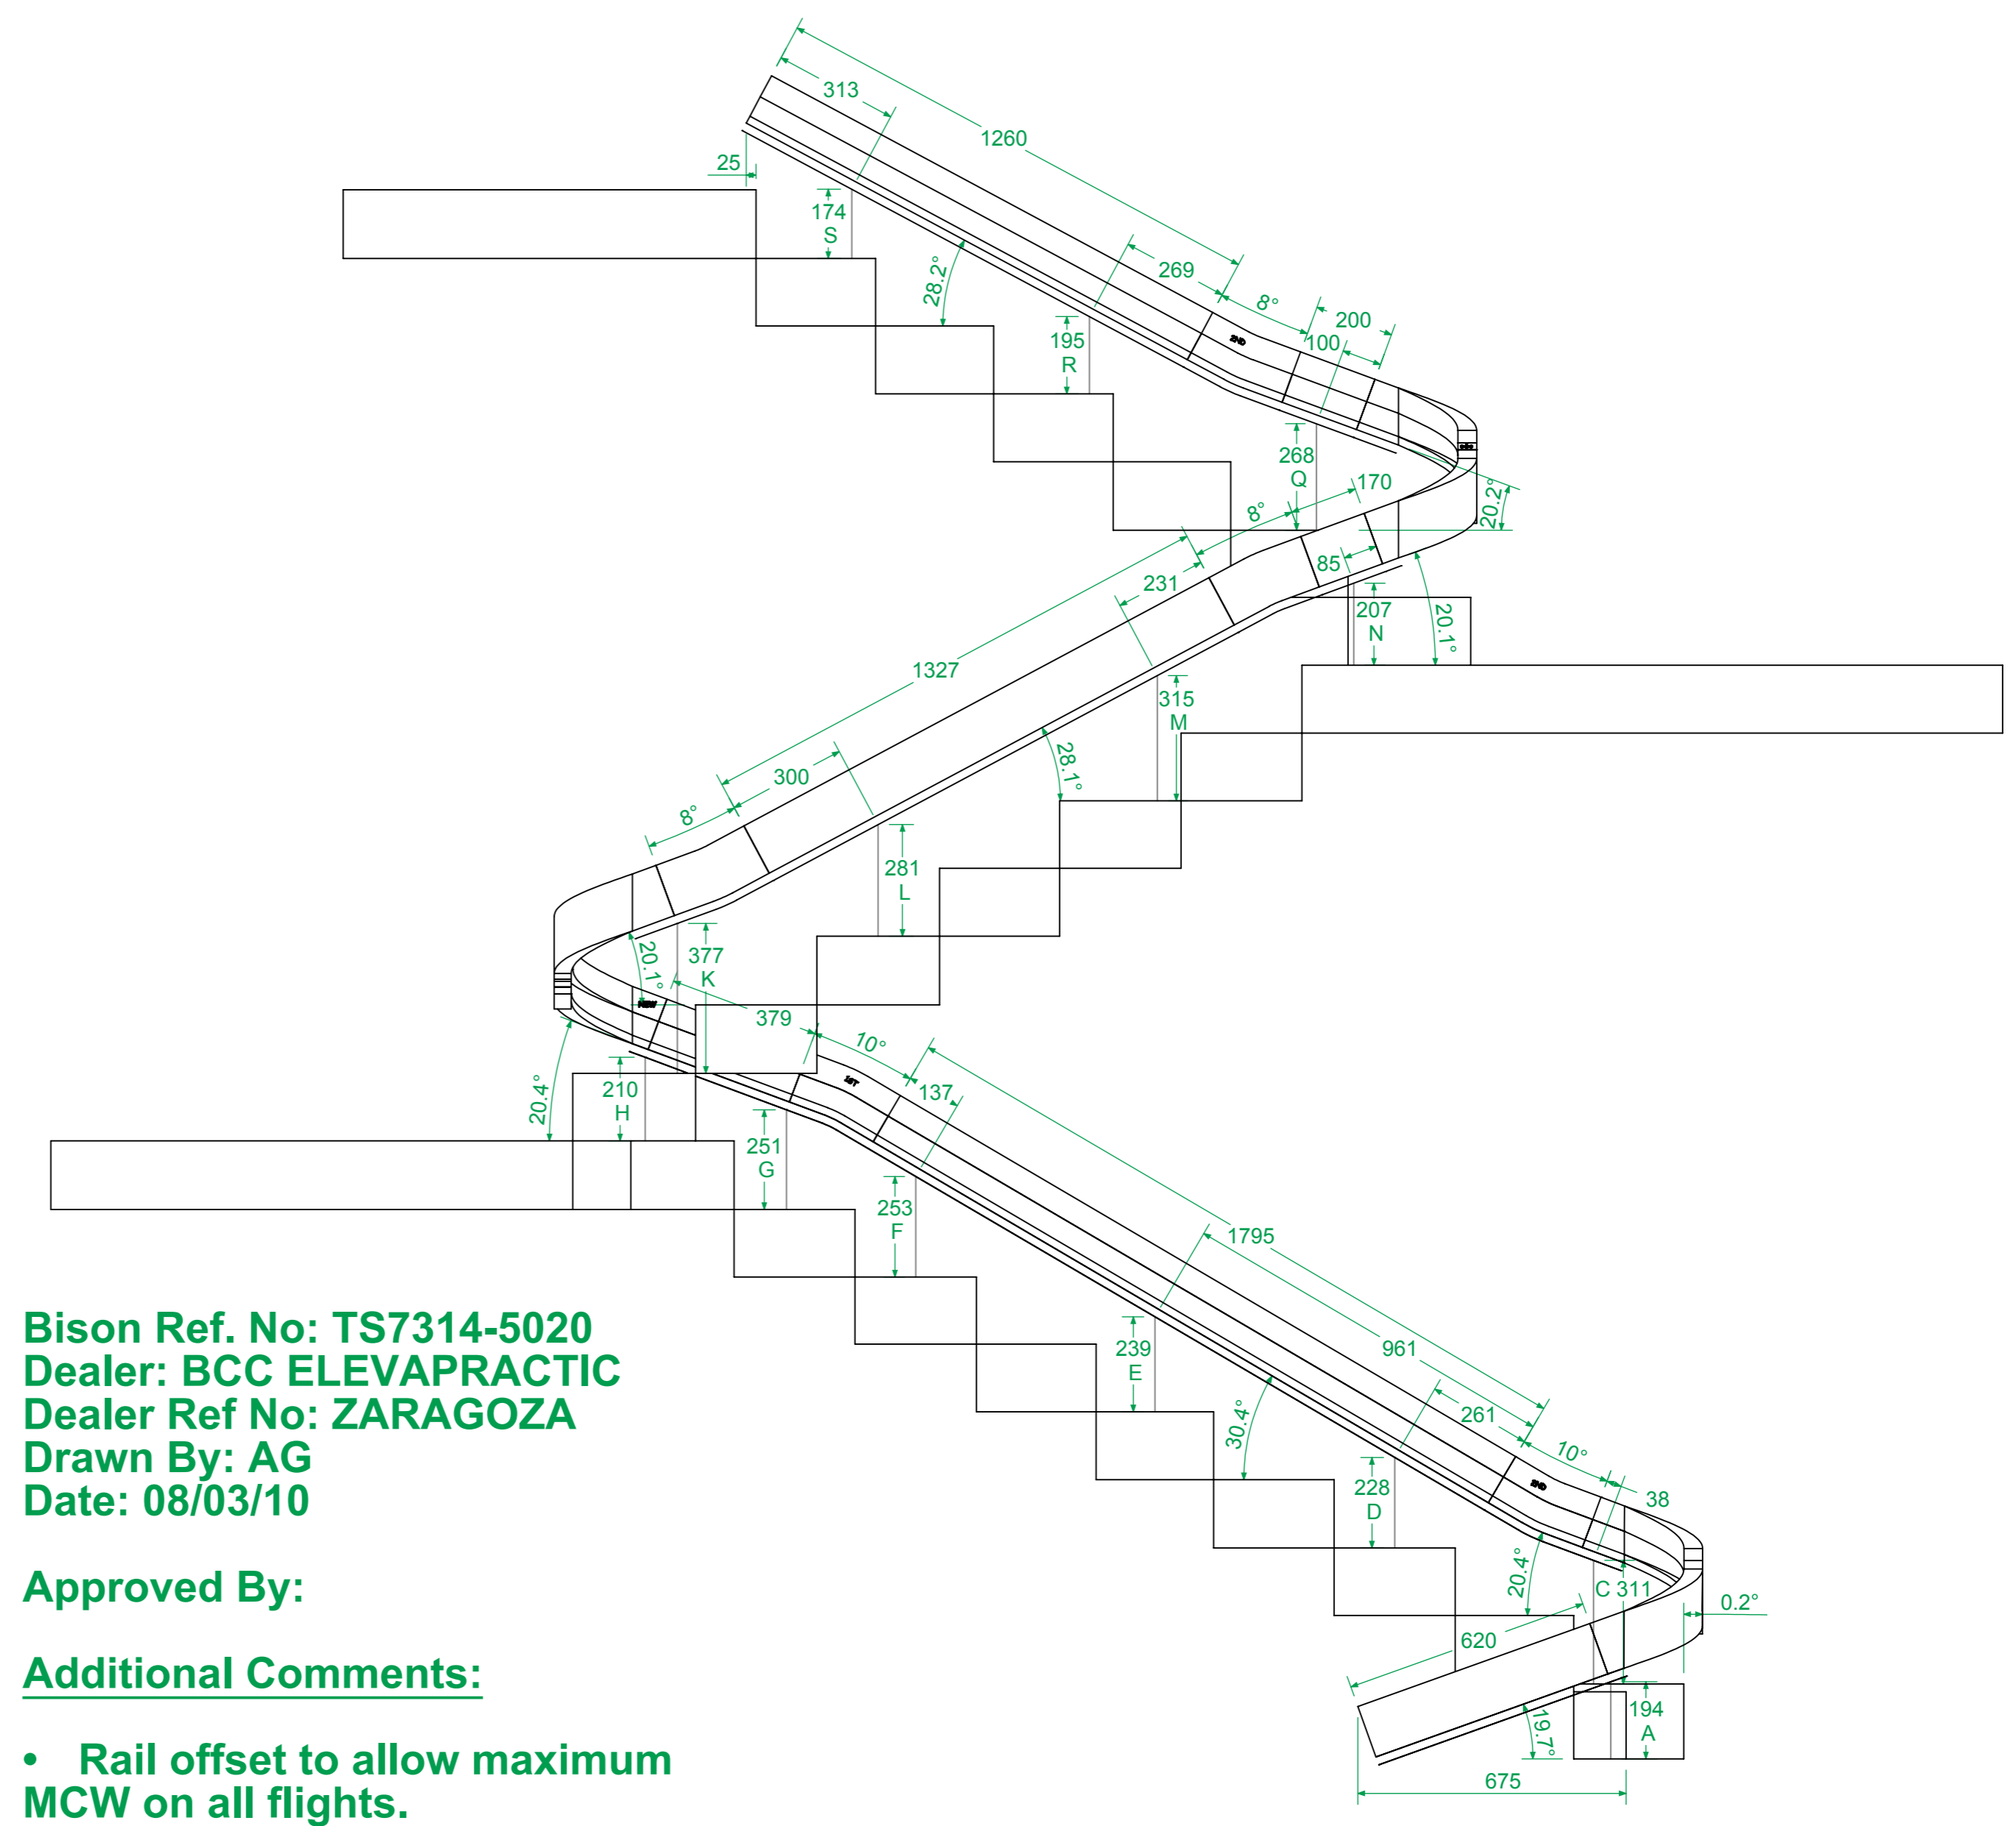 313
1260
25
174
S
28.2°
269
8°
200
195
R
100
2ND
268
Q
170
20.2°
8°
85
231
207
N
20.1°
1327
315
M
28.1°
300
8°
281
L
377
K
20.1°
NEW
379
10°
20.4°
210
H
1ST
137
251
G
253
F
1795
239
E
961
30.4°
261
10°
228
D
2ND
38
20.4°
C 311
0.2°
620
194
A
19.7°
675
Bison Ref. No: TS7314-5020
Dealer: BCC ELEVAPRACTIC
Dealer Ref No: ZARAGOZA
Drawn By: AG
Date: 08/03/10
Approved By:
Additional Comments:
• Rail offset to allow maximum
MCW on all flights.